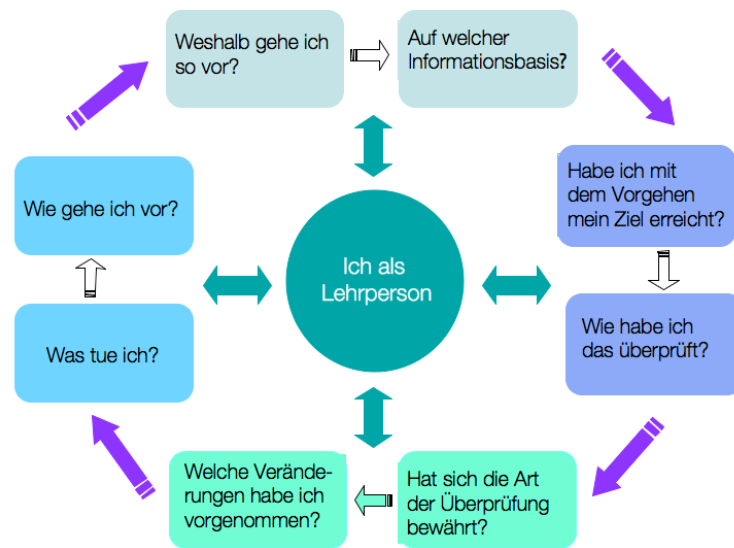 Weshalb gehe ich
so vor?
Auf welcher
Informationsbasis?
Habe ich mit
dem Vorgehen
mein Ziel erreicht?
Wie habe ich
das überprüft?
Hat sich die Art
der Überprüfung
bewährt?
Welche Verände-
rungen habe ich
vorgenommen?
Was tue ich?
Wie gehe ich vor?
Ich als
Lehrperson